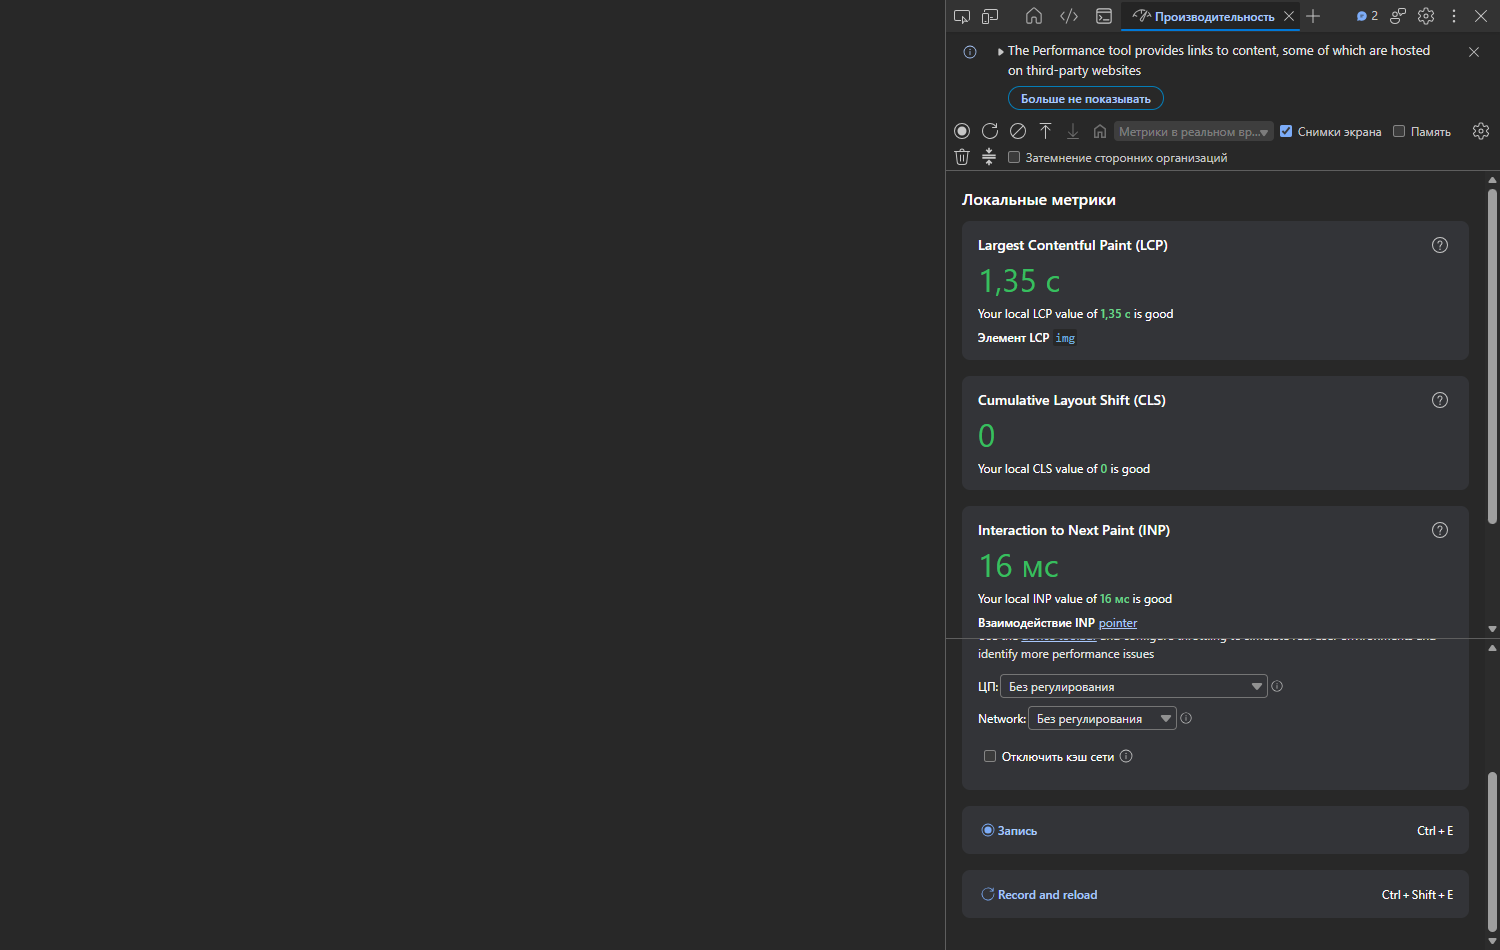 Производительность
2
The Performance tool provides links to content, some of which are hosted
on third-party websites
Больше не показывать
Метрики в реальном вр...
Снимки экрана
Память
Затемнение сторонних организаций
Локальные метрики
Largest Contentful Paint (LCP)
1,35 с
Your local LCP value of 1,35 с is good
Элемент LCP img
Cumulative Layout Shift (CLS)
0
Your local CLS value of 0 is good
Interaction to Next Paint (INP)
16 мс
Your local INP value of 16 мс is good
Взаимодействие INP pointer
identify more performance issues
ЦП: Без регулирования
Network: Без регулирования
Отключить кэш сети
Запись
Ctrl + E
Record and reload
Ctrl + Shift + E